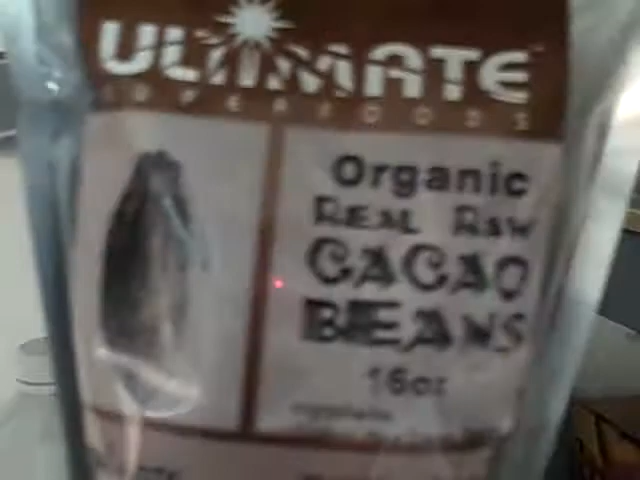 ULTIMATE
SUPERFOODS
Organic
REAL RAW
CACAO
BEANS
16oz